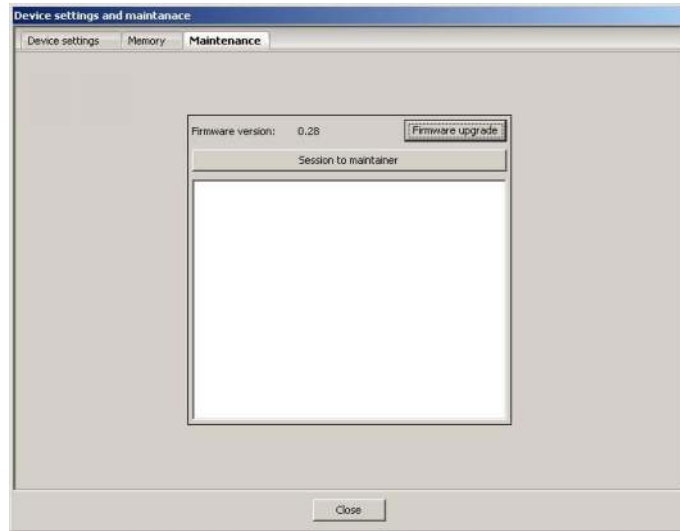 Device settings and maintanace
Device settings Memory Maintenance
Firmware version: 0.28 Firmware upgrade
Session to maintainer
Close